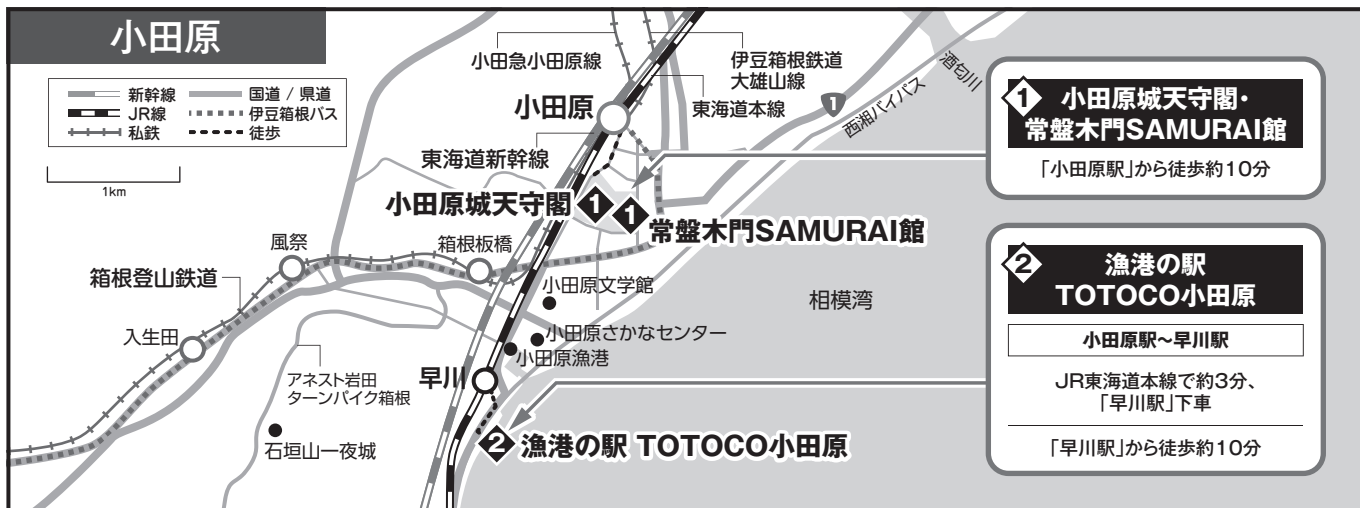 小田原
新幹線
JR線
私鉄
国道 / 県道
伊豆箱根バス
徒歩
1km
小田急小田原線
伊豆箱根鉄道
大雄山線
東海道本線
小田原
東海道新幹線
酒匂川
西湘バイパス
1
小田原城天守閣
1
1
常盤木門SAMURAI館
風祭
箱根板橋
箱根登山鉄道
入生田
小田原文学館
小田原さかなセンター
小田原漁港
相模湾
早川
アネスト岩田
ターンパイク箱根
石垣山一夜城
2
漁港の駅 TOTOCO小田原
1
小田原城天守閣・
常盤木門SAMURAI館
「小田原駅」から徒歩約10分
2
漁港の駅
TOTOCO小田原
小田原駅～早川駅
JR東海道本線で約3分、
「早川駅」下車
「早川駅」から徒歩約10分